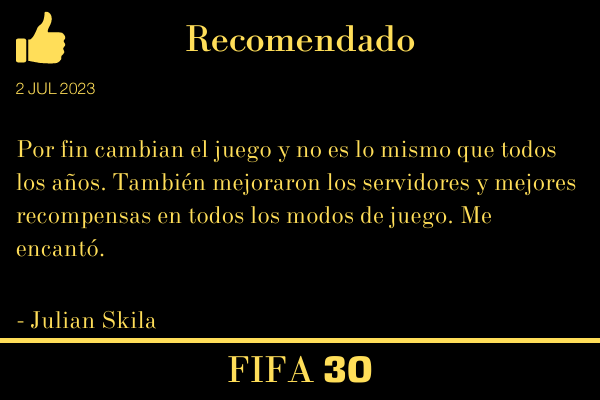 Recomendado
2 JUL 2023
Por fin cambian el juego y no es lo mismo que todos
los años. También mejoraron los servidores y mejores
recompensas en todos los modos de juego. Me
encantó.
- Julian Skila
FIFA 30